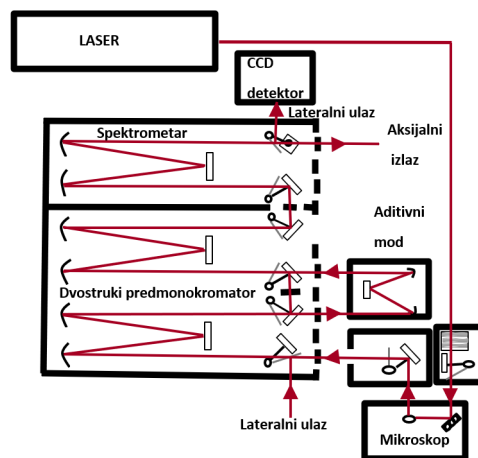 LASER
CCD
detektor
Lateralni ulaz
Spektrometar
Aksijalni
izlaz
Aditivni
mod
Dvostruki predmonokromator
Lateralni ulaz
Mikroskop